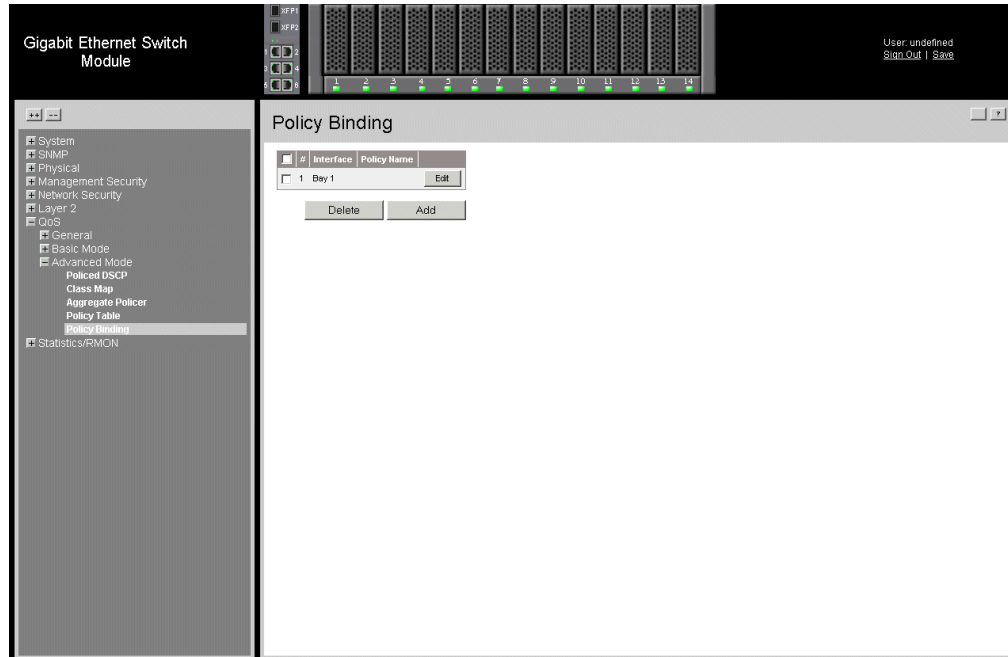 Gigabit Ethernet Switch
Module
XFP1
XFP2
1 2
3 4
5 6
1 2 3 4 5 6 7 8 9 10 11 12 13 14
User: undefined
Sign Out | Save
++ --
System
SNMP
Physical
Management Security
Network Security
Layer 2
QoS
General
Basic Mode
Advanced Mode
Policed DSCP
Class Map
Aggregate Policer
Policy Table
Policy Binding
Statistics/RMON
Policy Binding
?
# Interface Policy Name
1 Bay 1 Edit
Delete Add